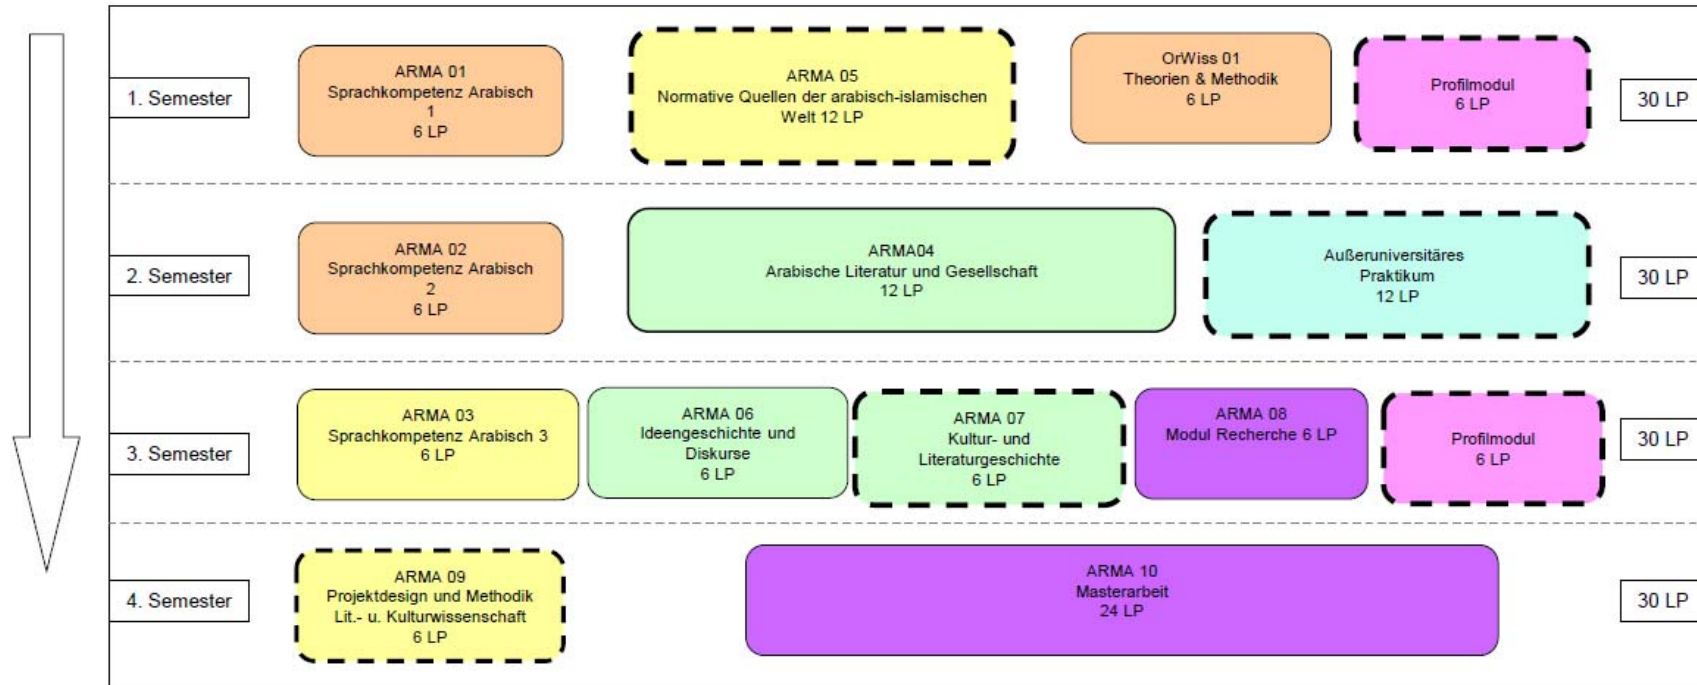 1. Semester
ARMA 01
Sprachkompetenz Arabisch
1
6 LP
ARMA 05
Normative Quellen der arabisch-islamischen
Welt 12 LP
OrWiss 01
Theorien & Methodik
6 LP
Profilmodul
6 LP
30 LP
2. Semester
ARMA 02
Sprachkompetenz Arabisch
2
6 LP
ARMA04
Arabische Literatur und Gesellschaft
12 LP
Außeruniversitäres
Praktikum
12 LP
30 LP
3. Semester
ARMA 03
Sprachkompetenz Arabisch 3
6 LP
ARMA 06
Ideengeschichte und
Diskurse
6 LP
ARMA 07
Kultur- und
Literaturgeschichte
6 LP
ARMA 08
Modul Recherche 6 LP
Profilmodul
6 LP
30 LP
4. Semester
ARMA 09
Projektdesign und Methodik
Lit.- u. Kulturwissenschaft
6 LP
ARMA 10
Masterarbeit
24 LP
30 LP